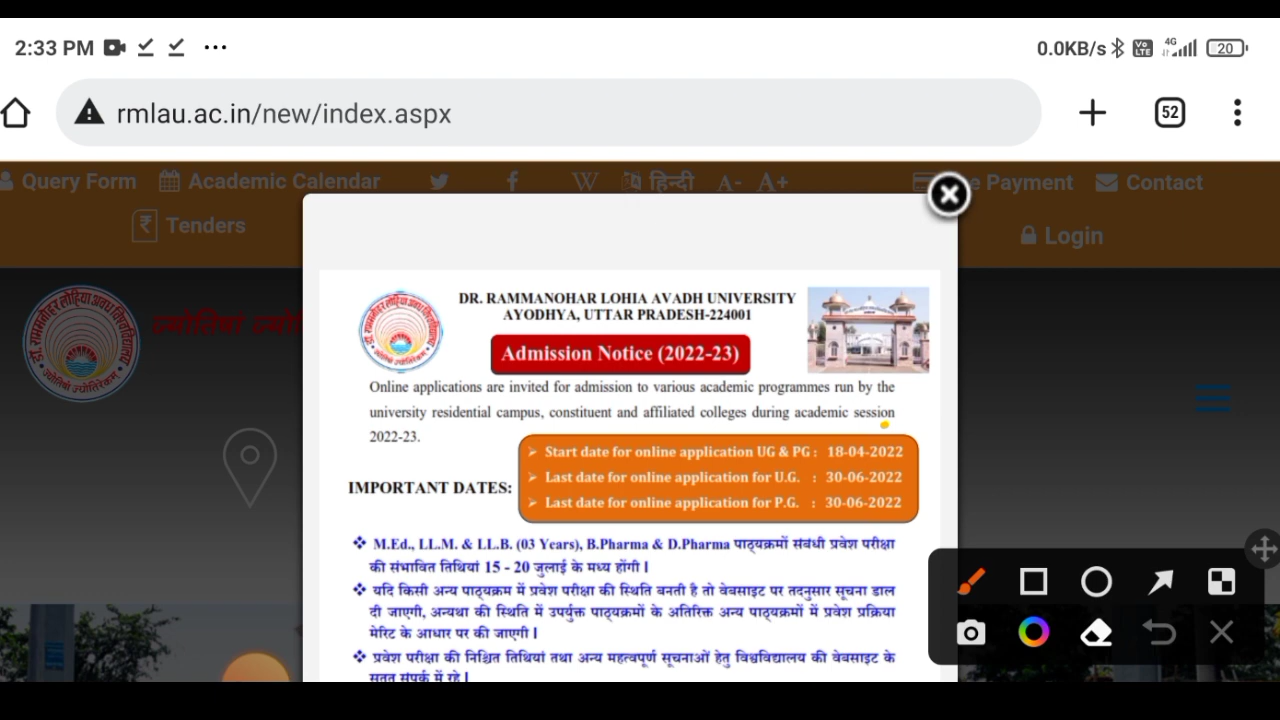 2:33 PM
0.0KB/s
4G
Vo LTE
20
rmlau.ac.in/new/index.aspx
52
Query Form
Academic Calendar
W
हिन्दी
A-
A+
Payment
Contact
Tenders
Login
DR. RAMMANOHAR LOHIA AVADH UNIVERSITY
AYODHYA, UTTAR PRADESH-224001
Admission Notice (2022-23)
Online applications are invited for admission to various academic programmes run by the
university residential campus, constituent and affiliated colleges during academic session
2022-23.
IMPORTANT DATES:
Start date for online application UG & PG : 18-04-2022
Last date for online application for U.G. : 30-06-2022
Last date for online application for P.G. : 30-06-2022
M.Ed., LL.M. & LL.B. (03 Years), B.Pharma & D.Pharma पाठ्यक्रमों संबंधी प्रवेश परीक्षा
की संभावित तिथियां 15 - 20 जुलाई के मध्य होंगी।
यदि किसी अन्य पाठ्यक्रम में प्रवेश परीक्षा की स्थिति बनती है तो वेबसाइट पर तदनुसार सूचना डाल
दी जाएगी, अन्यथा की स्थिति में उपर्युक्त पाठ्यक्रमों के अतिरिक्त अन्य पाठ्यक्रमों में प्रवेश प्रक्रिया
मेरिट के आधार पर की जाएगी।
प्रवेश परीक्षा की निश्चित तिथियां तथा अन्य महत्वपूर्ण सूचनाओं हेतु विश्वविद्यालय की वेबसाइट के
सतत संपर्क में रहे।